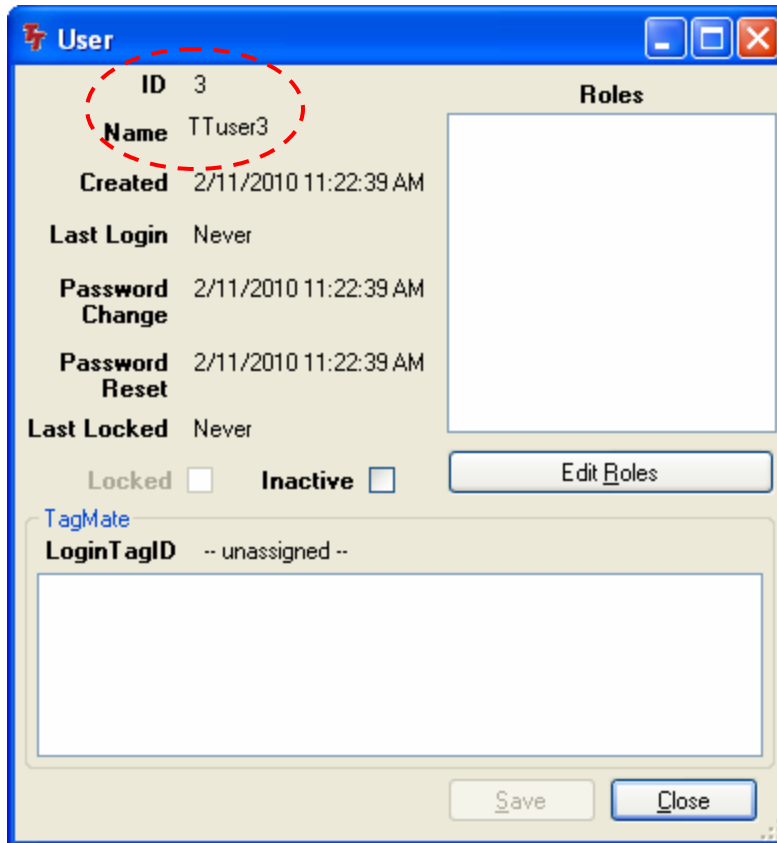 User
ID 3
Name TTuser3
Created 2/11/2010 11:22:39 AM
Last Login Never
Password Change 2/11/2010 11:22:39 AM
Password Reset 2/11/2010 11:22:39 AM
Last Locked Never
Locked Inactive
Roles
Edit Roles
TagMate
LoginTagID -- unassigned --
Save Close